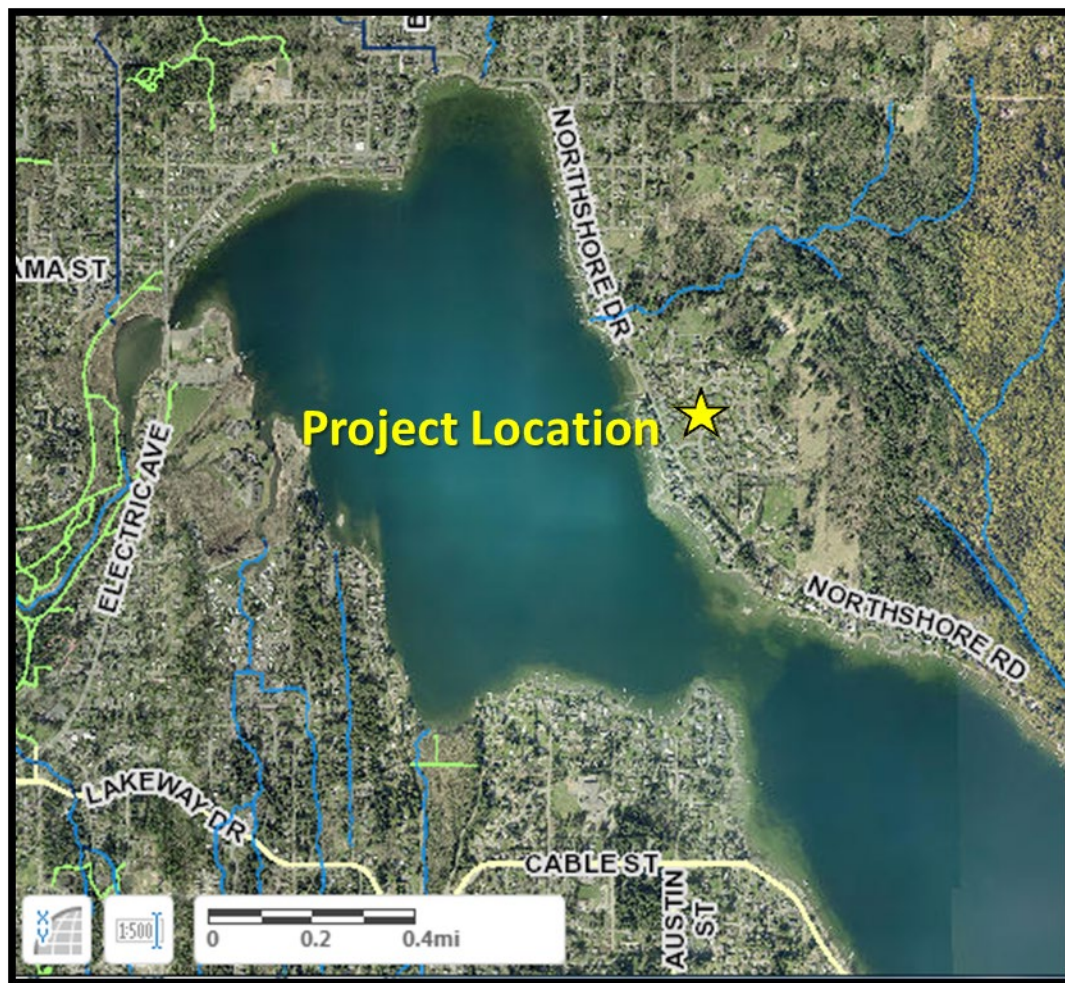 NORTHSHORE DR
AMA ST
Project Location
ELECTRIC AVE
NORTHSHORE RD
LAKEWAY DR
CABLE ST
AUSTIN
ST
X
Y
1:500
0 0.2 0.4mi